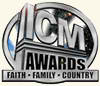 ICM
AWARDS
FAITH • FAMILY • COUNTRY